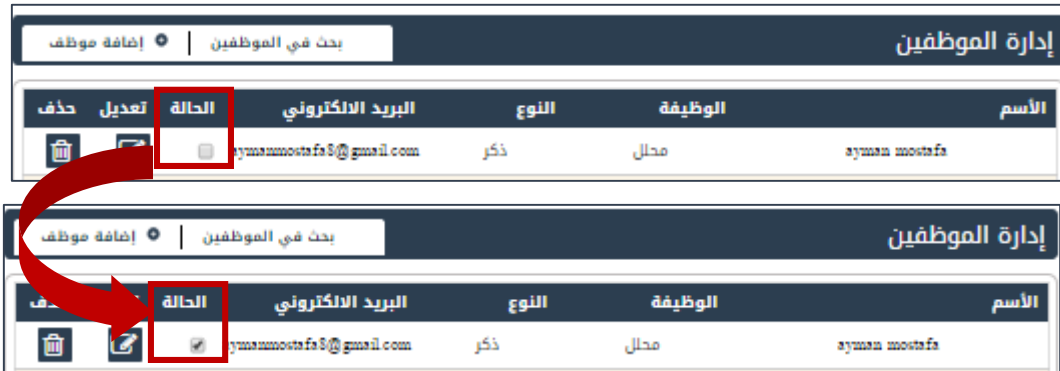 إدارة الموظفين بحث في الموظفين إضافة موظف
الأسم الوظيفة النوع البريد الالكتروني الحالة تعديل حذف
ayman mostafa محلل ذكر aymanmostafa8@gmail.com
إدارة الموظفين بحث في الموظفين إضافة موظف
الأسم الوظيفة النوع البريد الالكتروني الحالة
ayman mostafa محلل ذكر ymanmostafa8@gmail.com